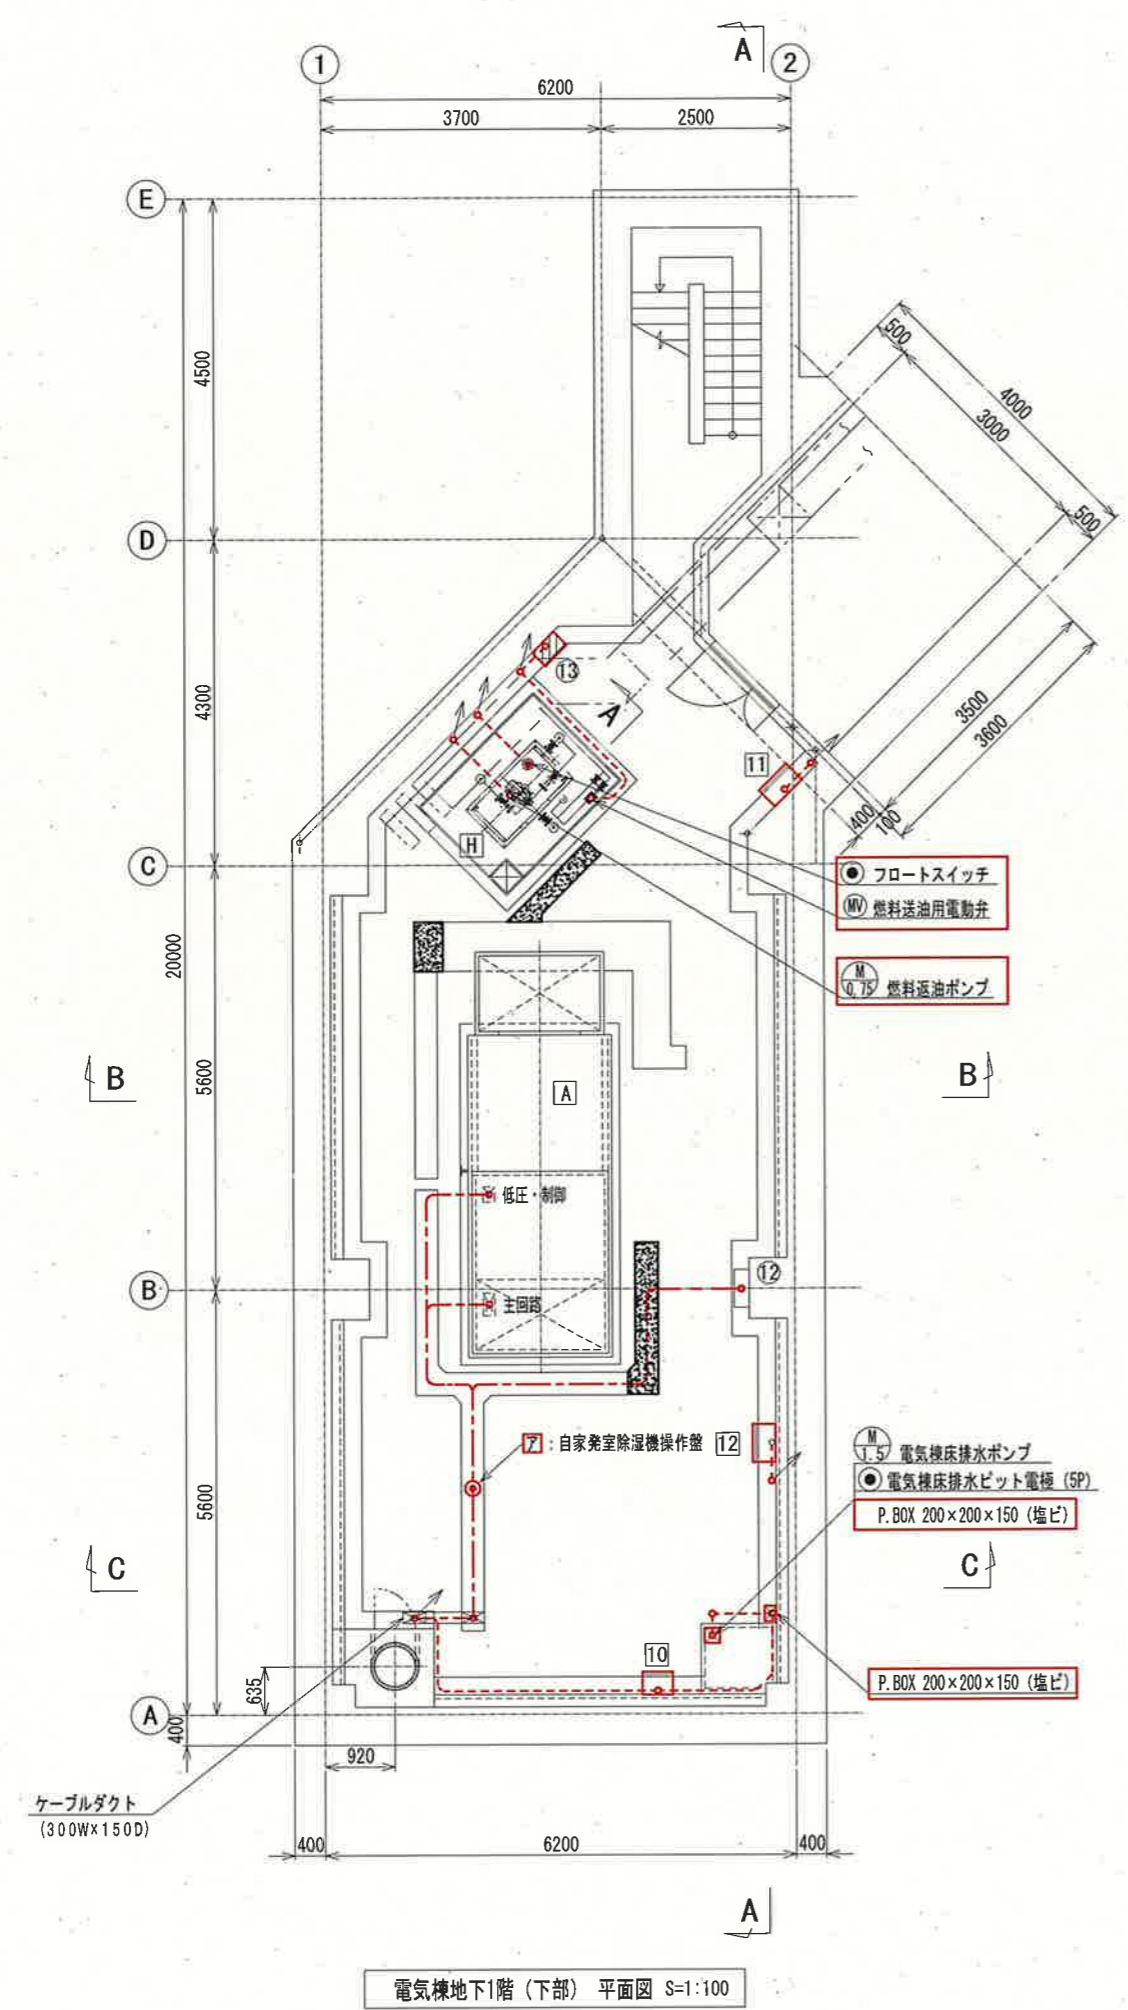 A
1
2
6200
3700
2500
E
500
4000
3000
4500
500
D
13
A
4300
3500
3600
11
400
100
H
C
フロートスイッチ
MV 燃料送油用電動弁
M
0.75 燃料返油ポンプ
20000
B
5600
A
B
低圧・制御
12
B
主回路
ア：自家発室除湿機操作盤
12
M
1.5 電気棟床排水ポンプ
電気棟床排水ピット電極 (5P)
P.BOX 200×200×150 (塩ビ)
5600
C
C
10
P.BOX 200×200×150 (塩ビ)
635
A
400
920
ケーブルダクト
(300W×150D)
400
6200
400
A
電気棟地下1階 (下部) 平面図 S=1:100